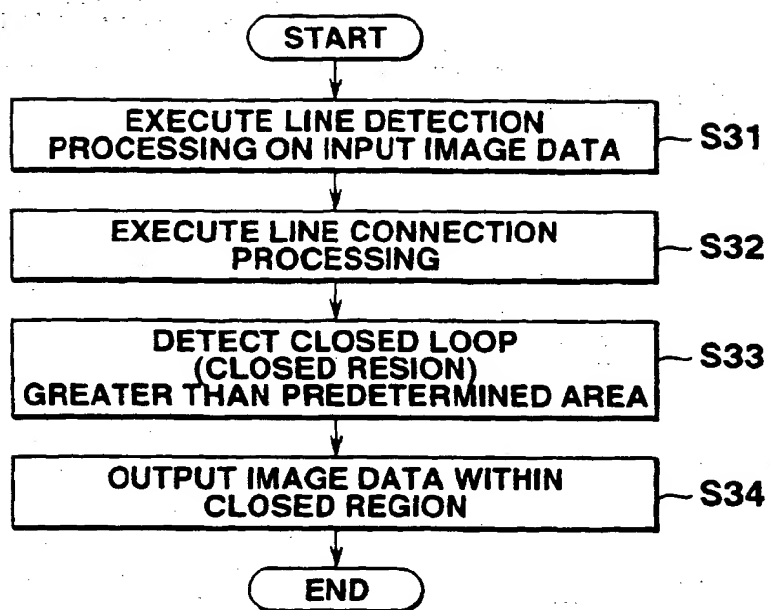 START
EXECUTE LINE DETECTION
PROCESSING ON INPUT IMAGE DATA
S31
EXECUTE LINE CONNECTION
PROCESSING
S32
DETECT CLOSED LOOP
(CLOSED RESION)
GREATER THAN PREDETERMINED AREA
S33
OUTPUT IMAGE DATA WITHIN
CLOSED REGION
S34
END